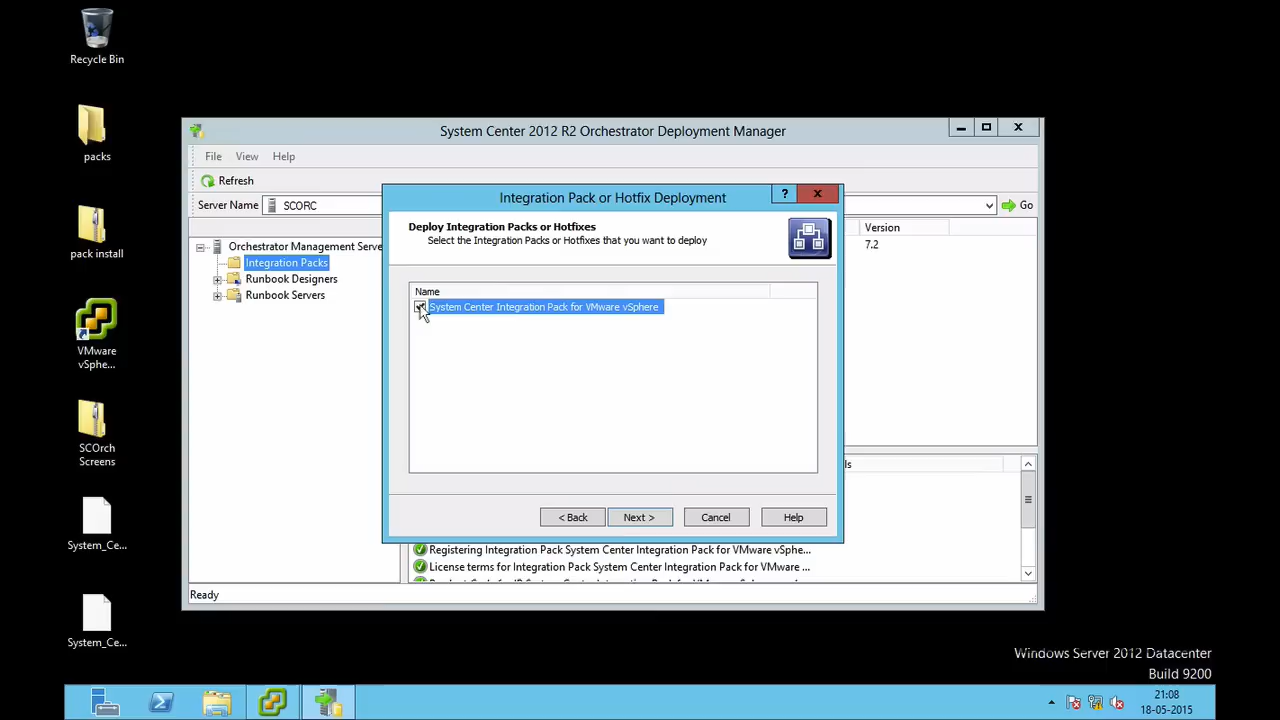 Recycle Bin
packs
pack install
VMware
vSphe...
SCOrch
Screens
System_Ce...
System_Ce...
System Center 2012 R2 Orchestrator Deployment Manager
File View Help
Refresh
Server Name SCORC
Go
Orchestrator Management Serve
Integration Packs
Runbook Designers
Runbook Servers
Version
7.2
Integration Pack or Hotfix Deployment
?
Deploy Integration Packs or Hotfixes
Select the Integration Packs or Hotfixes that you want to deploy
Name
System Center Integration Pack for VMware vSphere
< Back Next > Cancel Help
ls
Registering Integration Pack System Center Integration Pack for VMware vSphe...
License terms for Integration Pack System Center Integration Pack for VMware ...
Ready
Windows Server 2012 Datacenter
Build 9200
21:08
18-05-2015